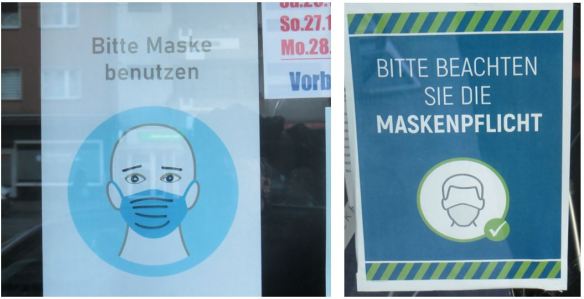 Bitte Maske
benutzen
So.27.1
Mo.28.
Vorb
BITTE BEACHTEN
SIE DIE
MASKENPFLICHT